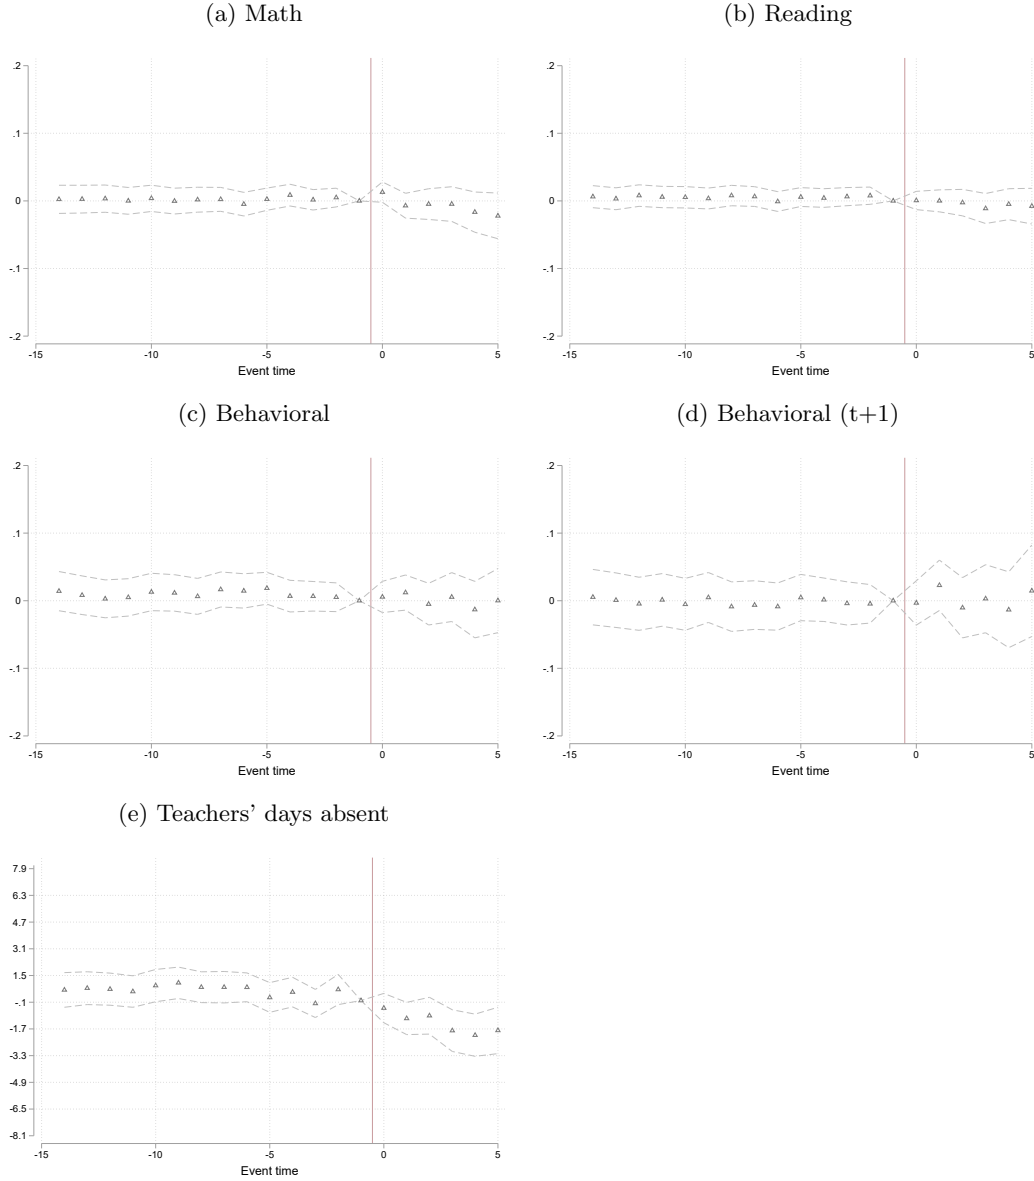 (a) Math
.2
.1
0
-.1
-.2
-15 -10 -5 0 5
Event time
(b) Reading
.2
.1
0
-.1
-.2
-15 -10 -5 0 5
Event time
(c) Behavioral
.2
.1
0
-.1
-.2
-15 -10 -5 0 5
Event time
(d) Behavioral (t+1)
.2
.1
0
-.1
-.2
-15 -10 -5 0 5
Event time
(e) Teachers’ days absent
7.9
6.3
4.7
3.1
1.5
-.1
-1.7
-3.3
-4.9
-6.5
-8.1
-15 -10 -5 0 5
Event time